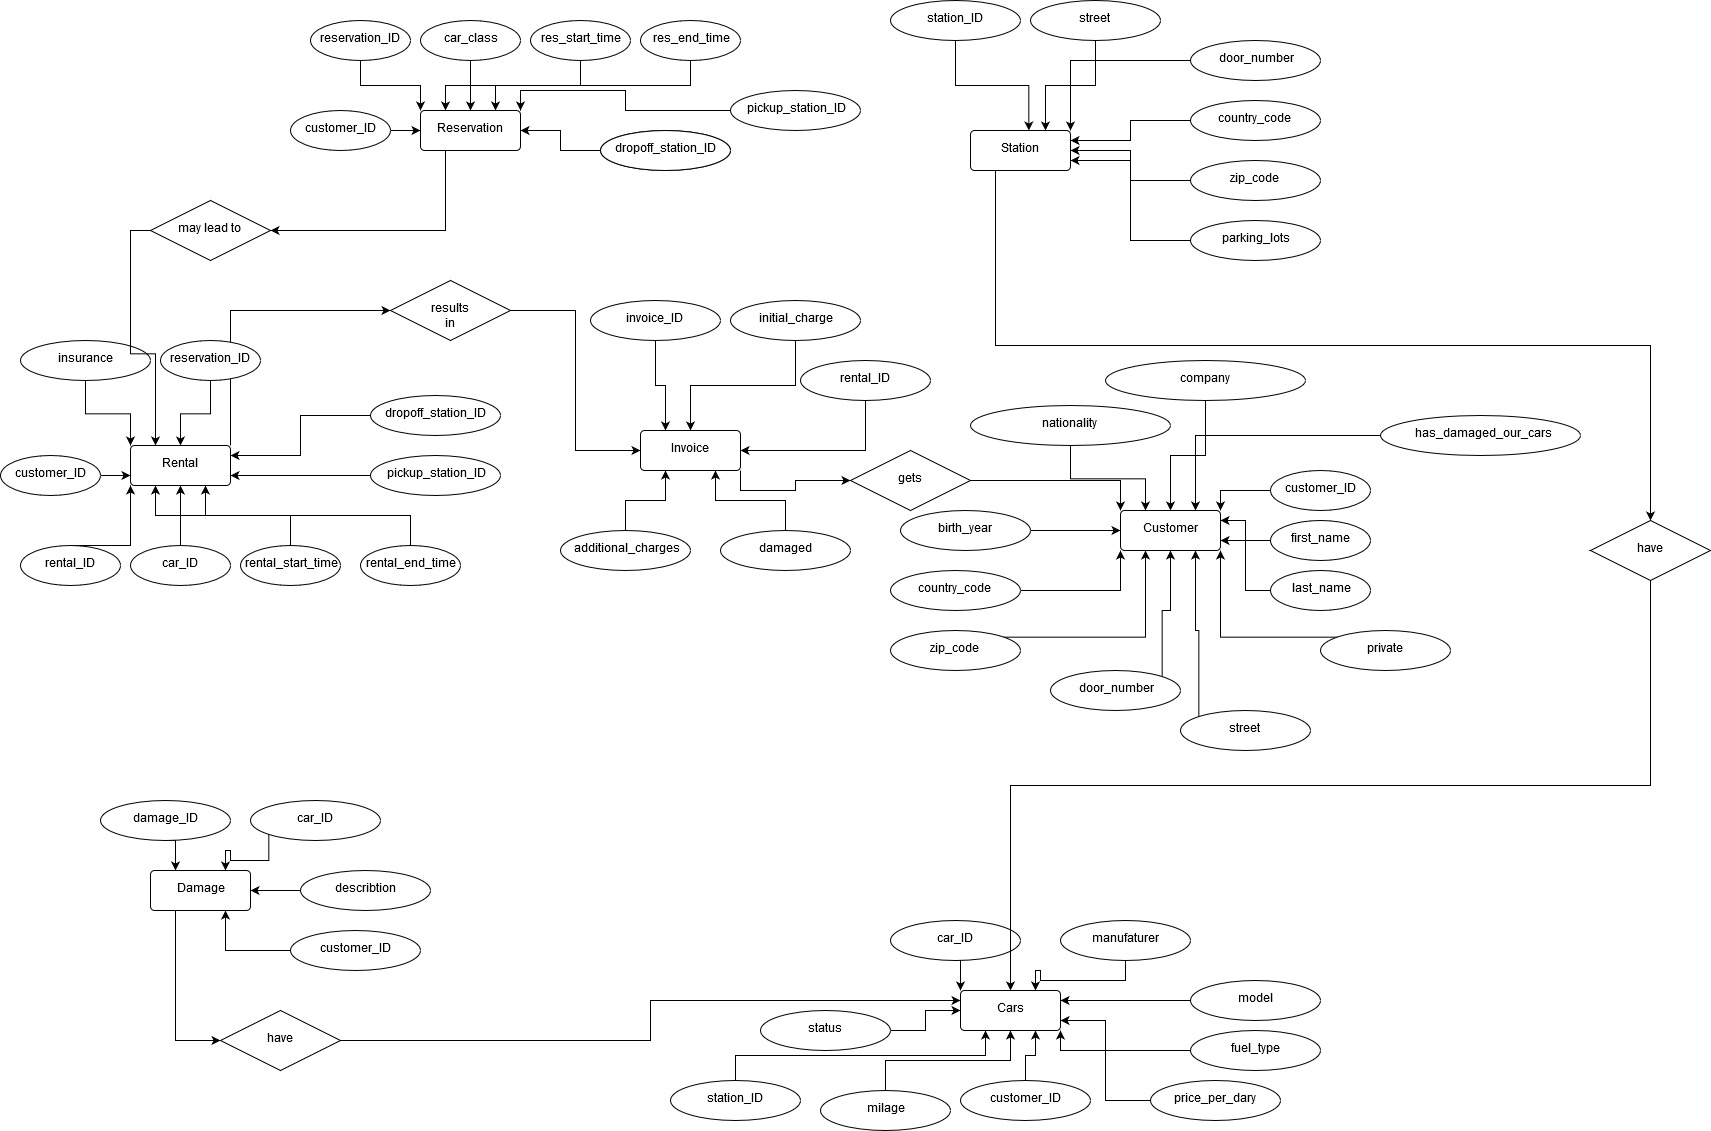 station_ID
street
reservation_ID
car_class
res_start_time
res_end_time
door_number
pickup_station_ID
country_code
customer_ID
Reservation
dropoff_station_ID
Station
zip_code
may lead to
parking_lots
results
in
invoice_ID
initial_charge
insurance
reservation_ID
rental_ID
company
dropoff_station_ID
nationality
has_damaged_our_cars
Invoice
Rental
customer_ID
pickup_station_ID
gets
customer_ID
birth_year
Customer
first_name
additional_charges
damaged
have
rental_ID
car_ID
rental_start_time
rental_end_time
country_code
last_name
zip_code
private
door_number
street
damage_ID
car_ID
Damage
describtion
customer_ID
car_ID
manufaturer
model
Cars
status
have
fuel_type
station_ID
milage
customer_ID
price_per_dary